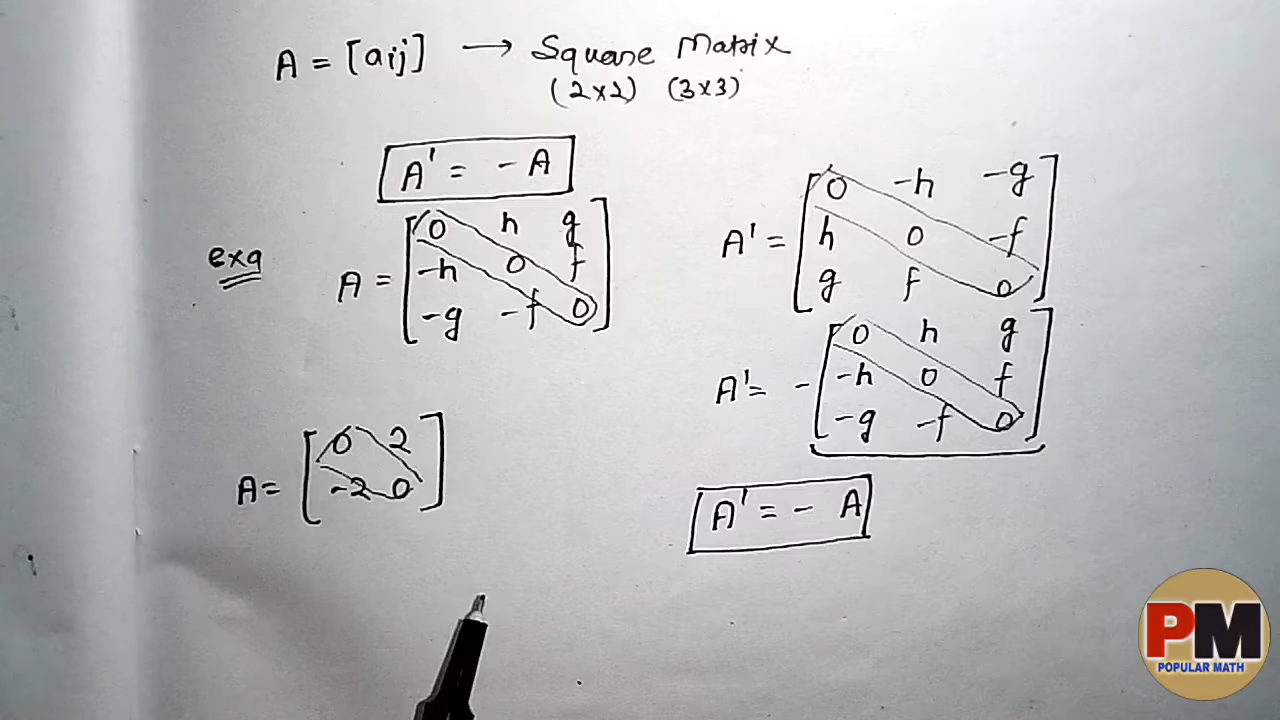 A = [aij] → Square Matrix
(2×2) (3×3)
A' = - A
exa
A = [0 h g
-h 0 f
-g -f 0]
A' = [0 -h -g
h 0 -f
g f 0]
A' = - [0 h g
-h 0 f
-g -f 0]
A' = - A
A = [0 2
-2 0]
PM
POPULAR MATH